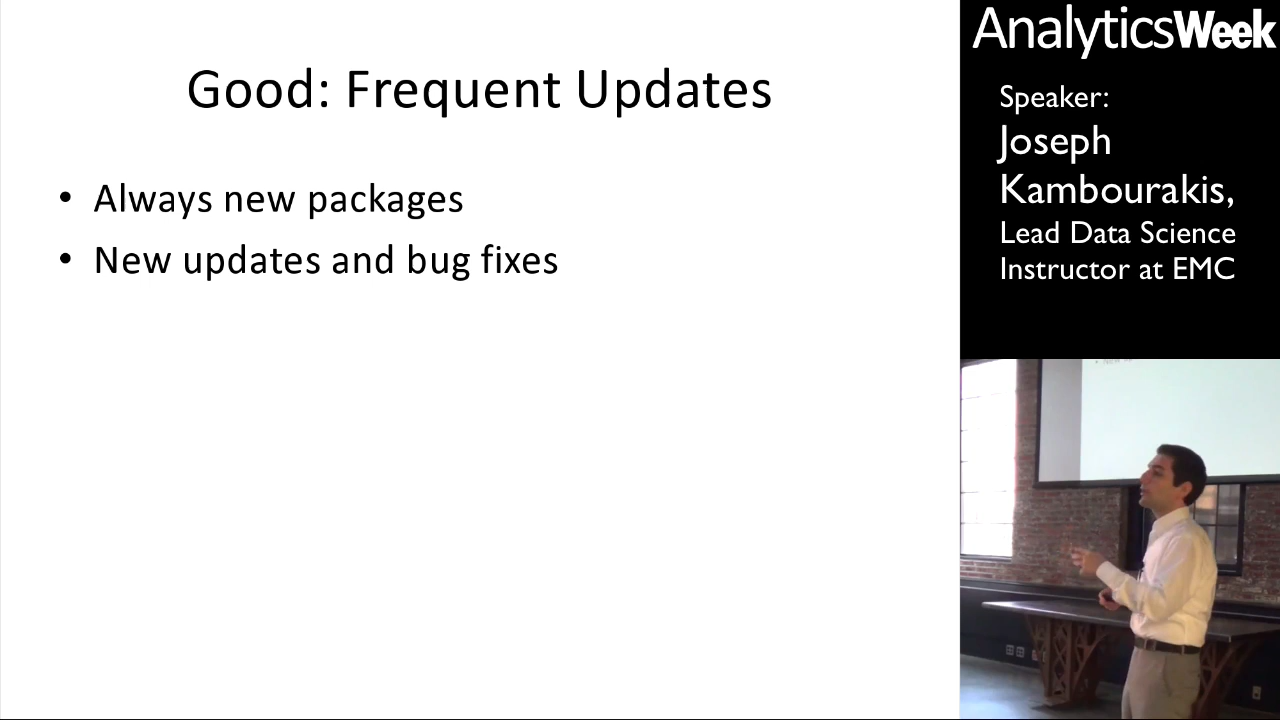 Good: Frequent Updates
• Always new packages
• New updates and bug fixes
AnalyticsWeek
Speaker:
Joseph
Kambourakis,
Lead Data Science
Instructor at EMC